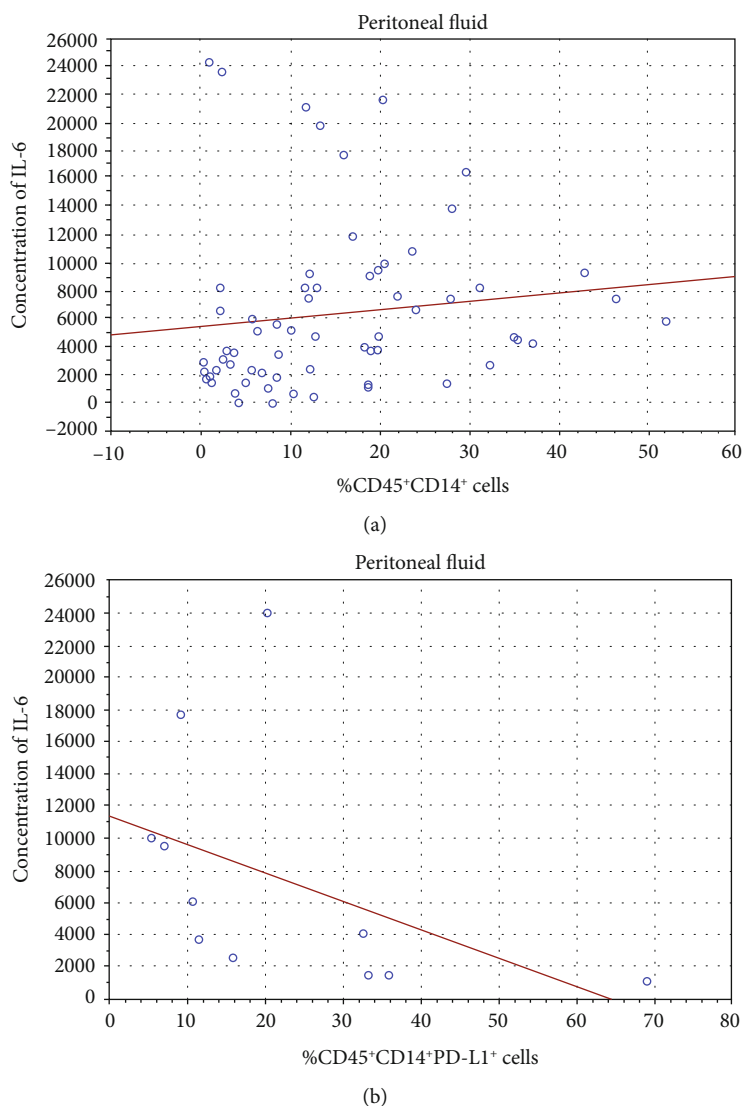 Peritoneal fluid
26000
24000
22000
20000
18000
16000
14000
12000
10000
8000
6000
4000
2000
0
−2000
Concentration of IL-6
−10 0 10 20 30 40 50 60
%CD45⁺CD14⁺ cells
(a)
Peritoneal fluid
26000
24000
22000
20000
18000
16000
14000
12000
10000
8000
6000
4000
2000
0
Concentration of IL-6
0 10 20 30 40 50 60 70 80
%CD45⁺CD14⁺PD-L1⁺ cells
(b)